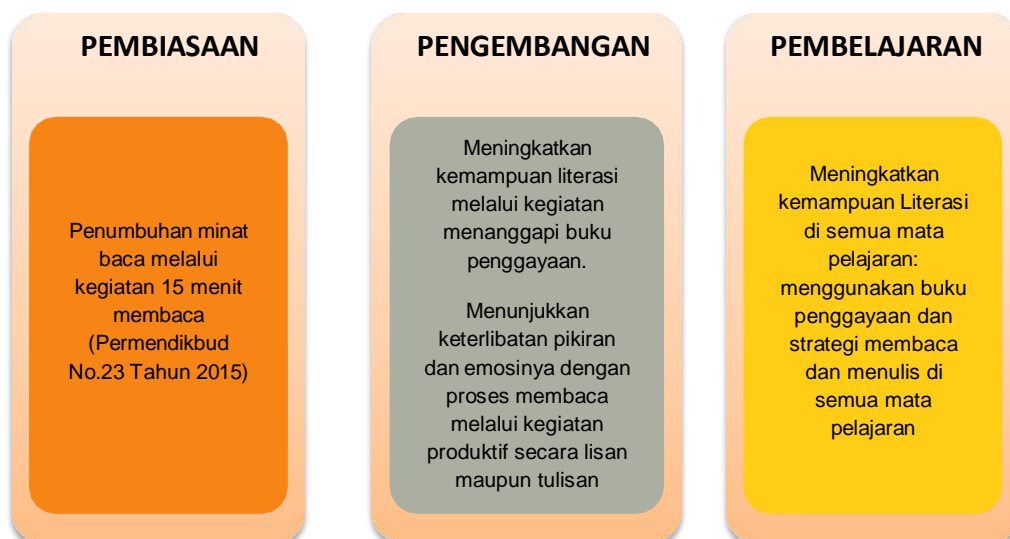 PEMBIASAAN
Penumbuhan minat
baca melalui
kegiatan 15 menit
membaca
(Permendikbud
No.23 Tahun 2015)
PENGEMBANGAN
Meningkatkan
kemampuan literasi
melalui kegiatan
menanggapi buku
penggayaan.
Menunjukkan
keterlibatan pikiran
dan emosinya dengan
proses membaca
melalui kegiatan
produktif secara lisan
maupun tulisan
PEMBELAJARAN
Meningkatkan
kemampuan Literasi
di semua mata
pelajaran:
menggunakan buku
penggayaan dan
strategi membaca
dan menulis di
semua mata
pelajaran